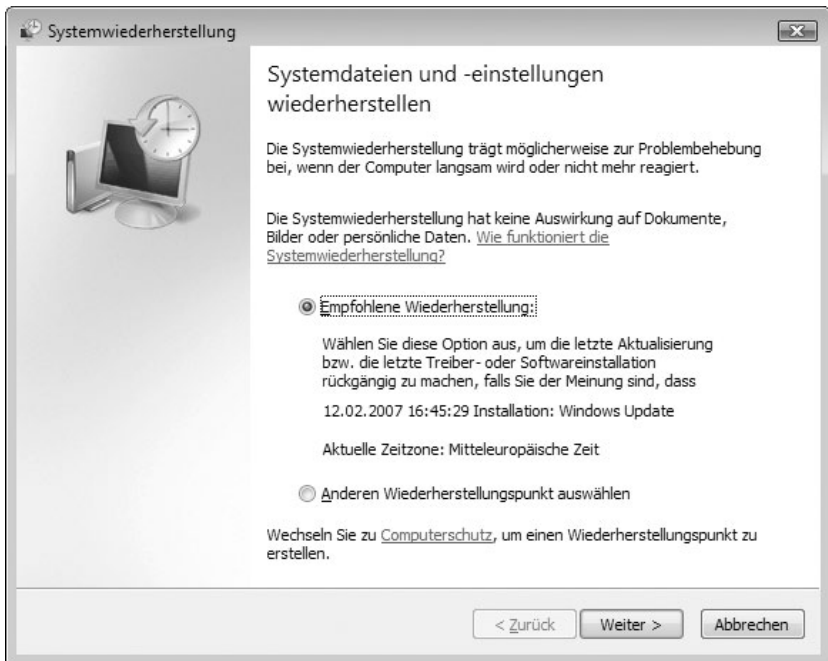 Systemwiederherstellung
Systemdateien und -einstellungen
wiederherstellen
Die Systemwiederherstellung trägt möglicherweise zur Problembehebung
bei, wenn der Computer langsam wird oder nicht mehr reagiert.
Die Systemwiederherstellung hat keine Auswirkung auf Dokumente,
Bilder oder persönliche Daten. Wie funktioniert die
Systemwiederherstellung?
Empfohlene Wiederherstellung:
Wählen Sie diese Option aus, um die letzte Aktualisierung
bzw. die letzte Treiber- oder Softwareinstallation
rückgängig zu machen, falls Sie der Meinung sind, dass
12.02.2007 16:45:29 Installation: Windows Update
Aktuelle Zeitzone: Mitteleuropäische Zeit
Anderen Wiederherstellungspunkt auswählen
Wechseln Sie zu Computerschutz, um einen Wiederherstellungspunkt zu
erstellen.
< Zurück Weiter > Abbrechen